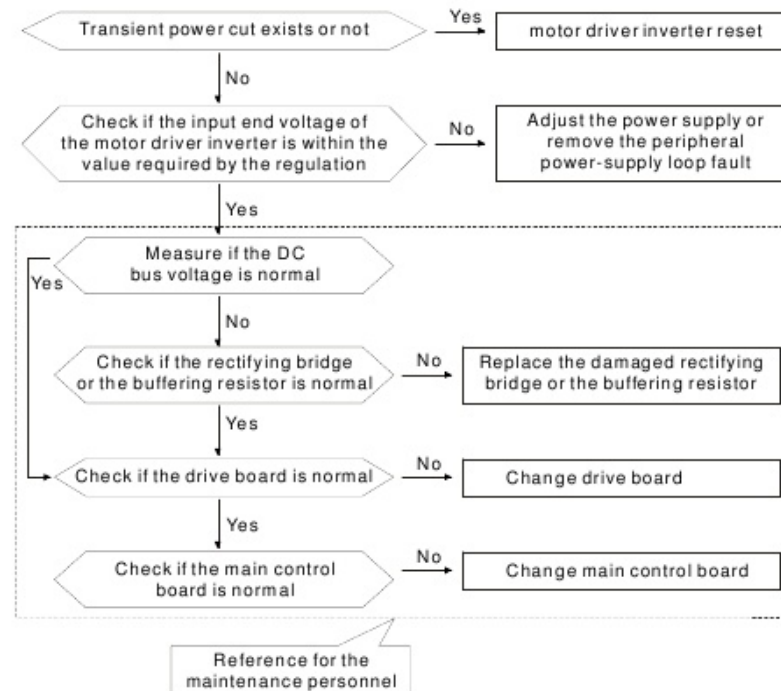 Transient power cut exists or not
Yes
motor driver inverter reset
No
Check if the input end voltage of
the motor driver inverter is within the
value required by the regulation
No
Adjust the power supply or
remove the peripheral
power-supply loop fault
Yes
Measure if the DC
bus voltage is normal
Yes
No
Check if the rectifying bridge
or the buffering resistor is normal
No
Replace the damaged rectifying
bridge or the buffering resistor
Yes
Check if the drive board is normal
No
Change drive board
Yes
Check if the main control
board is normal
No
Change main control board
Reference for the
maintenance personnel